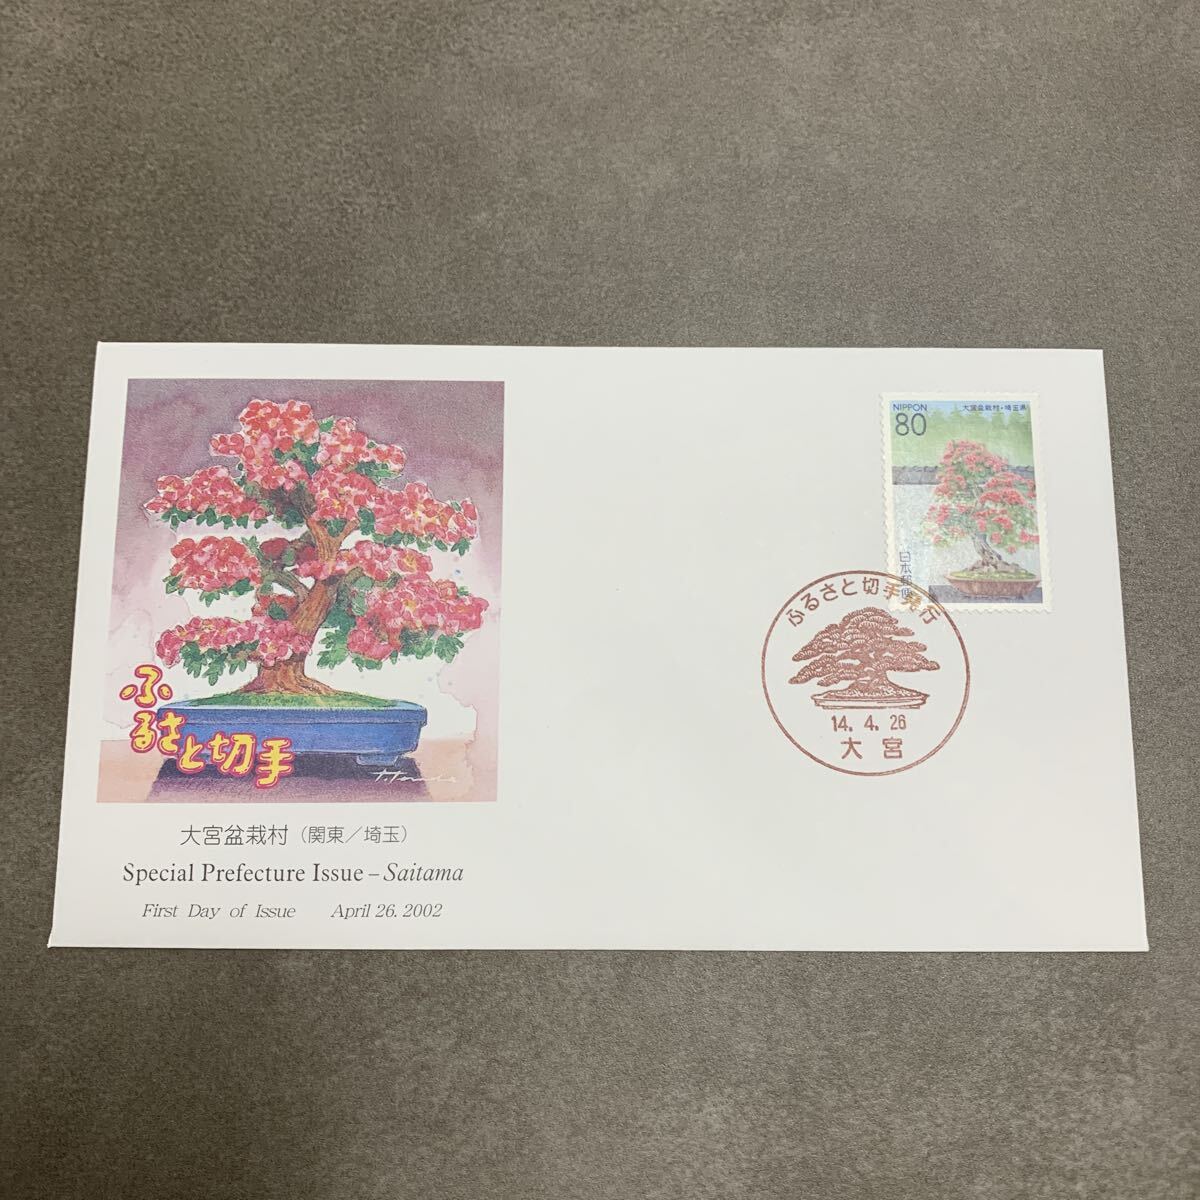 ふるさと切手
大宮盆栽村（関東／埼玉）
Special Prefecture Issue – Saitama
First Day of Issue April 26. 2002
NIPPON 大宮盆栽村・埼玉県
80
日本郵便
ふるさと切手発行
14. 4. 26
大宮